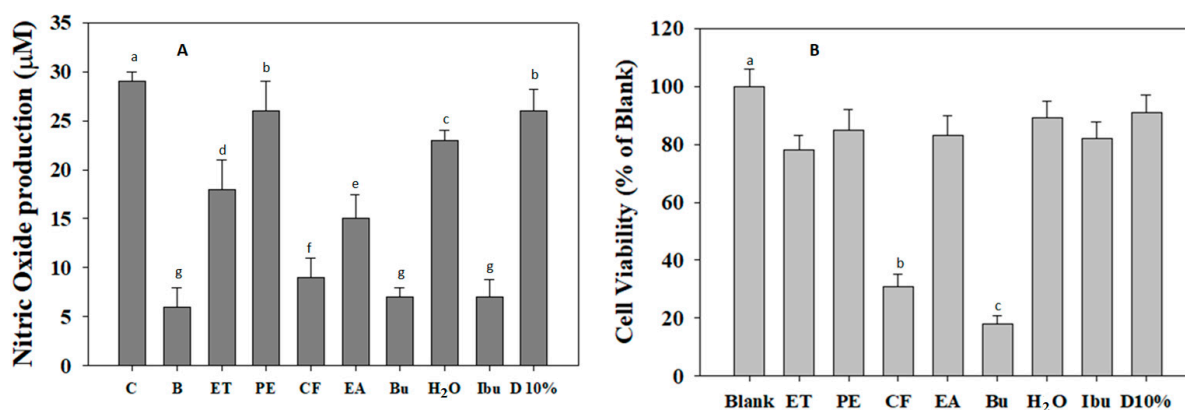 Nitric Oxide production (µM)
35
30
25
20
15
10
5
0
A
a
g
d
b
f
e
g
c
g
b
C B ET PE CF EA Bu H₂O Ibu D 10%
Cell Viability (% of Blank)
120
100
80
60
40
20
0
B
a
b
c
Blank ET PE CF EA Bu H₂O Ibu D10%